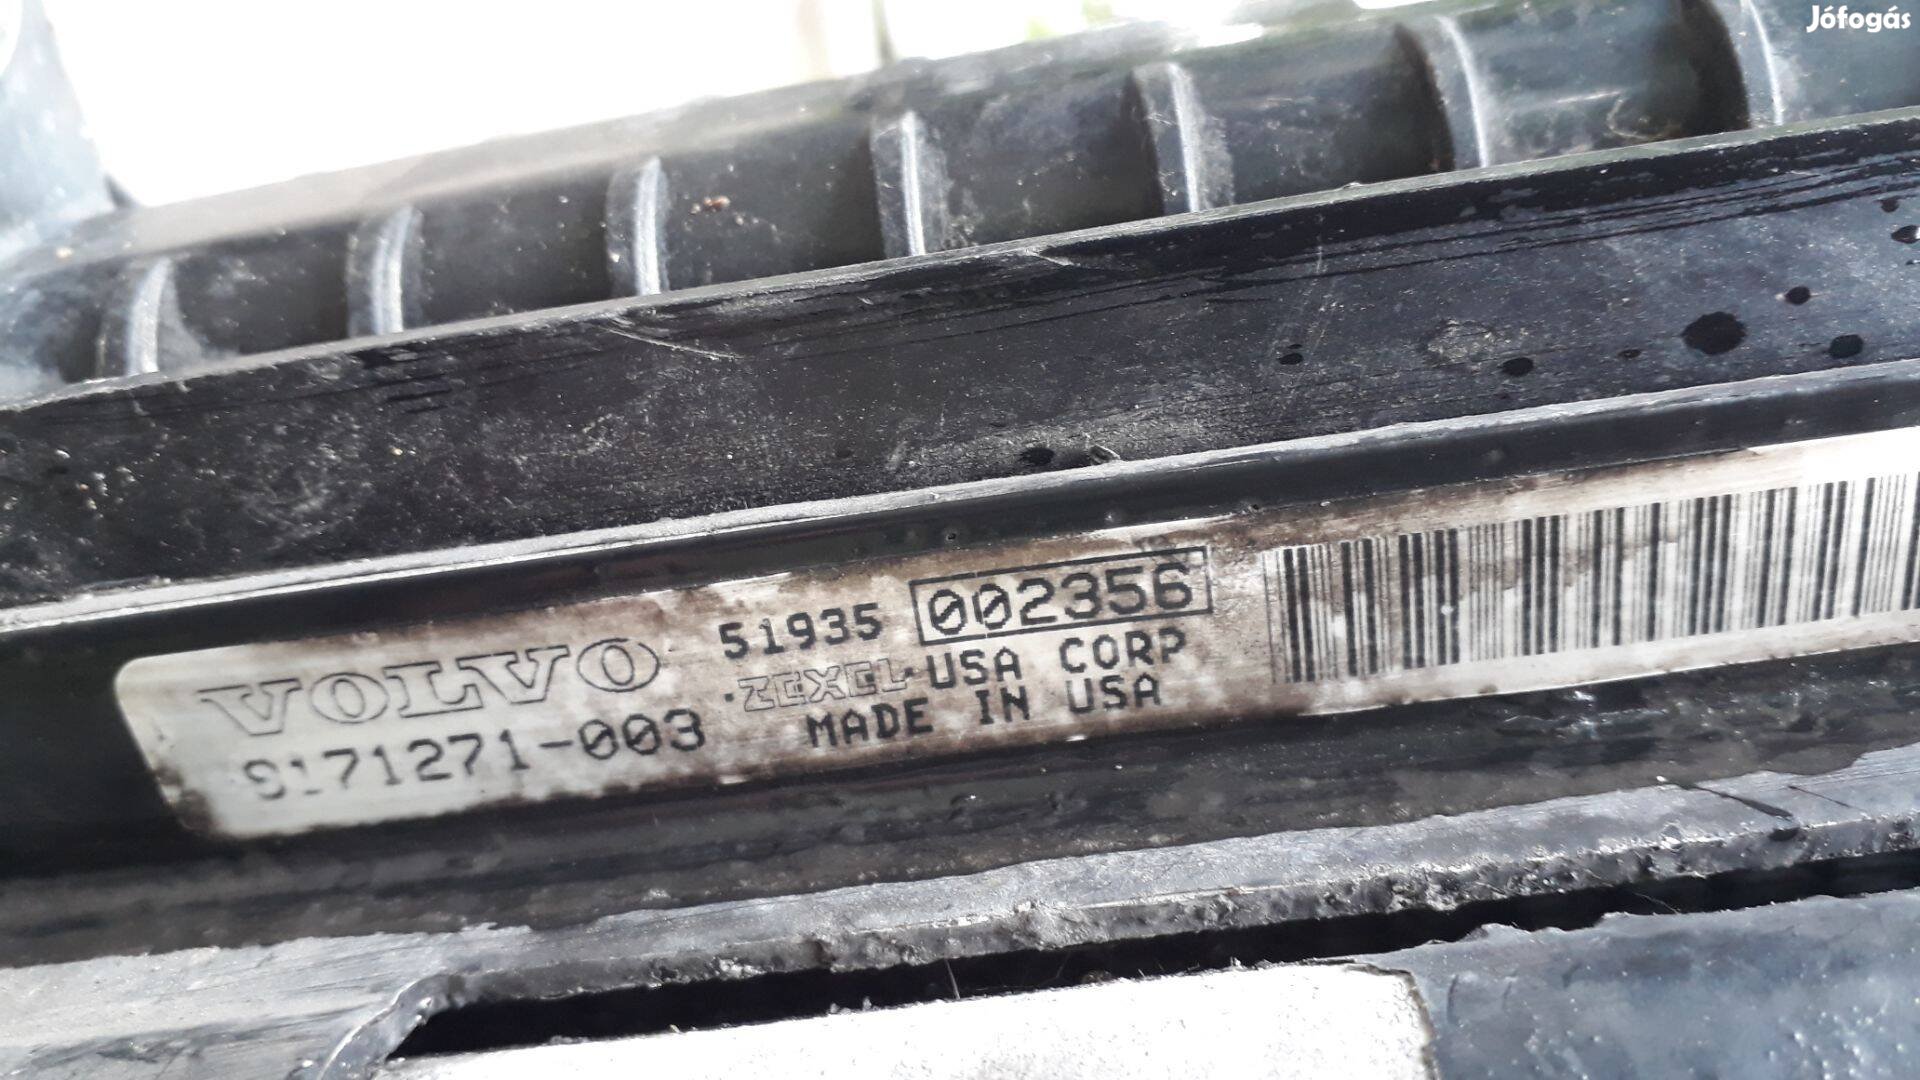 Jófogás
VOLVO 51935 002356
ZEXEL USA CORP
9171271-003 MADE IN USA